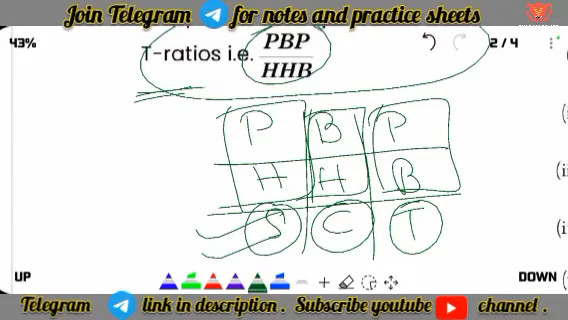 Join Telegram for notes and practice sheets
43%
2 / 4
T-ratios i.e. PBP
HHB
P B P
H H B
S C T
UP
DOWN
Telegram link in description . Subscribe youtube channel .